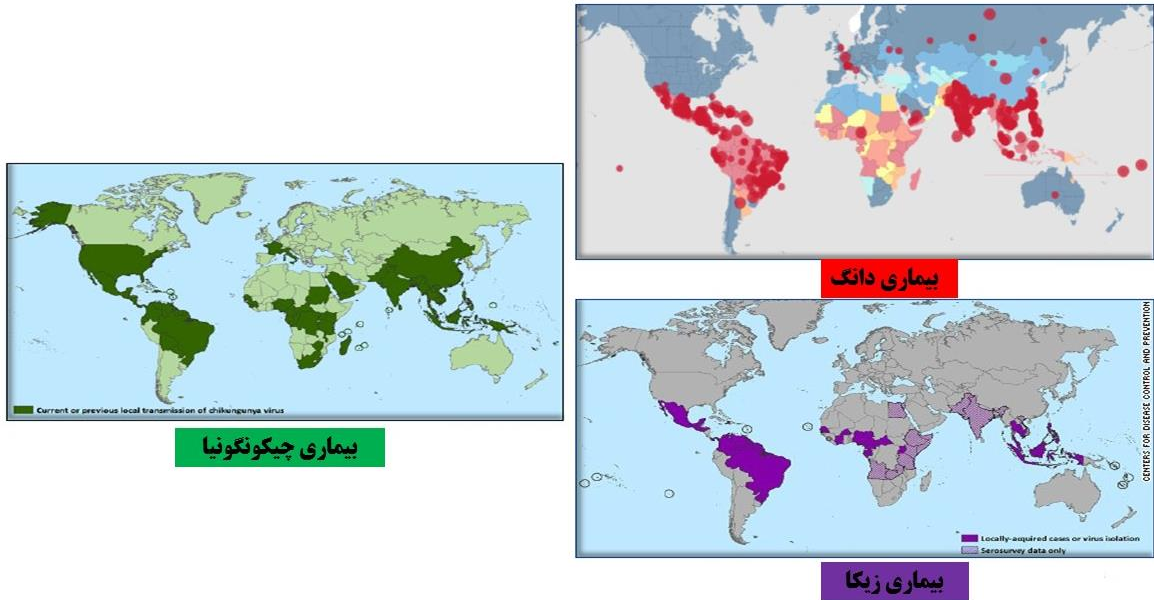 بیماری دانگ
Current or previous local transmission of chikungunya virus
بیماری چیکونگونیا
CENTERS FOR DISEASE CONTROL AND PREVENTION
Locally-acquired cases or virus isolation
Serosurvey data only
بیماری زیکا